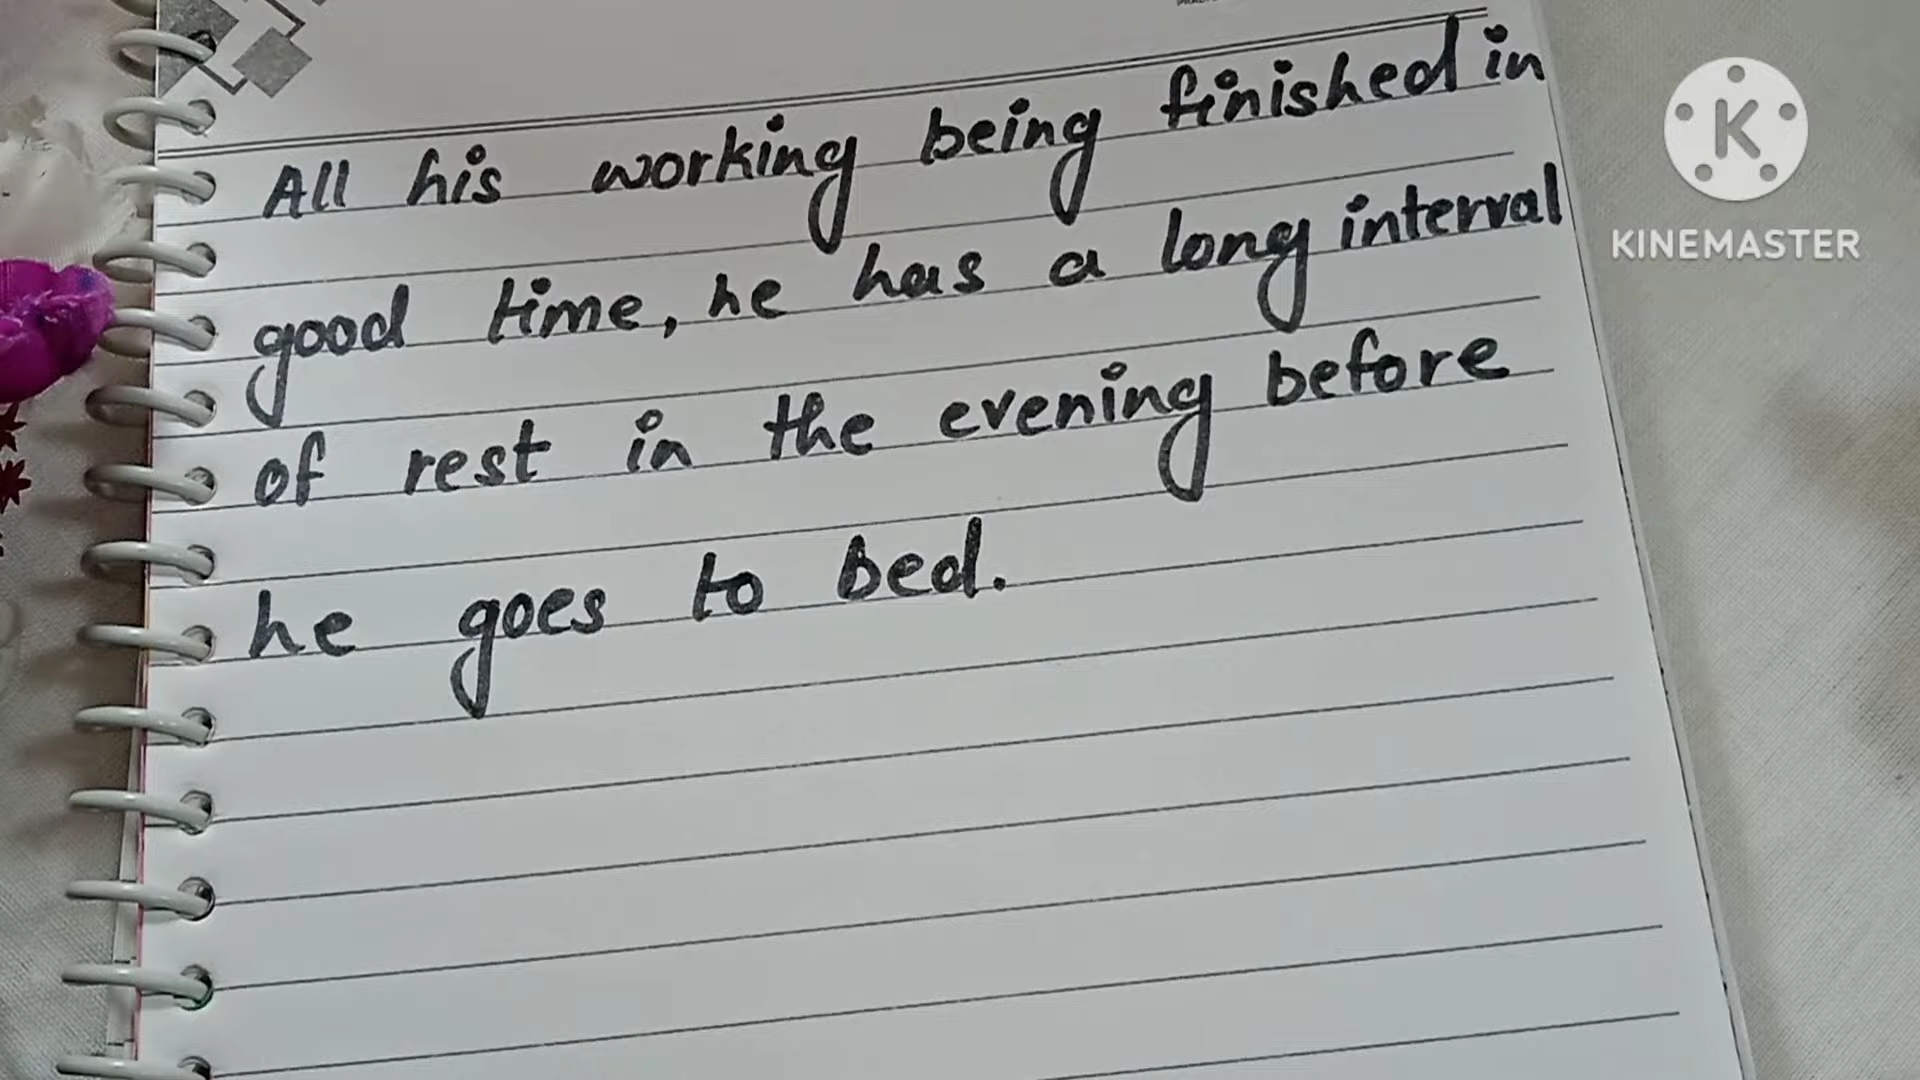 All his working being finished in
good time, he has a long interval
of rest in the evening before
he goes to bed.
K
KINEMASTER